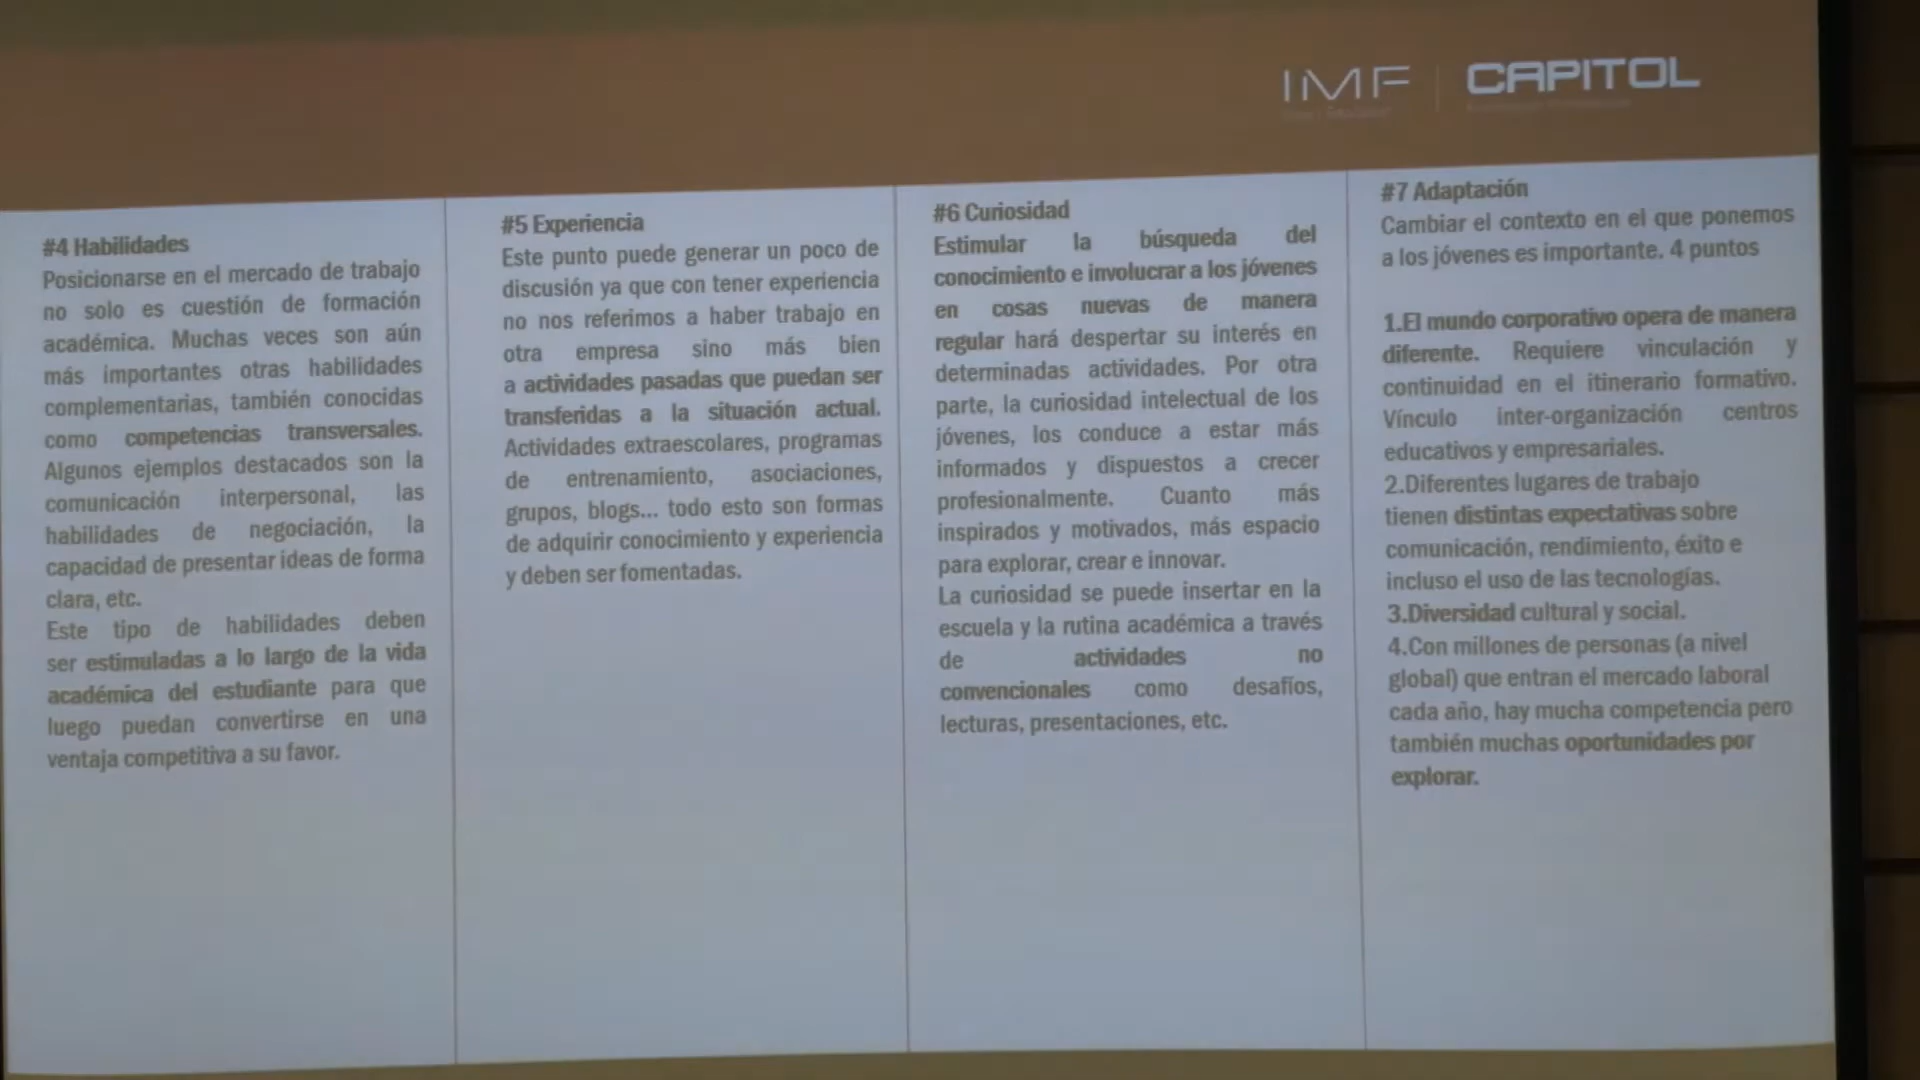 IMF
CAPITOL
#4 Habilidades
Posicionarse en el mercado de trabajo
no solo es cuestión de formación
académica. Muchas veces son aún
más importantes otras habilidades
complementarias, también conocidas
como competencias transversales.
Algunos ejemplos destacados son la
comunicación interpersonal, las
habilidades de negociación, la
capacidad de presentar ideas de forma
clara, etc.
Este tipo de habilidades deben
ser estimuladas a lo largo de la vida
académica del estudiante para que
luego puedan convertirse en una
ventaja competitiva a su favor.
#5 Experiencia
Este punto puede generar un poco de
discusión ya que con tener experiencia
no nos referimos a haber trabajo en
otra empresa sino más bien
a actividades pasadas que puedan ser
transferidas a la situación actual.
Actividades extraescolares, programas
de entrenamiento, asociaciones,
grupos, blogs... todo esto son formas
de adquirir conocimiento y experiencia
y deben ser fomentadas.
#6 Curiosidad
Estimular la búsqueda del
conocimiento e involucrar a los jóvenes
en cosas nuevas de manera
regular hará despertar su interés en
determinadas actividades. Por otra
parte, la curiosidad intelectual de los
jóvenes, los conduce a estar más
informados y dispuestos a crecer
profesionalmente. Cuanto más
inspirados y motivados, más espacio
para explorar, crear e innovar.
La curiosidad se puede insertar en la
escuela y la rutina académica a través
de actividades no
convencionales como desafíos,
lecturas, presentaciones, etc.
#7 Adaptación
Cambiar el contexto en el que ponemos
a los jóvenes es importante. 4 puntos
1.El mundo corporativo opera de manera
diferente. Requiere vinculación y
continuidad en el itinerario formativo.
Vínculo inter-organización centros
educativos y empresariales.
2.Diferentes lugares de trabajo
tienen distintas expectativas sobre
comunicación, rendimiento, éxito e
incluso el uso de las tecnologías.
3.Diversidad cultural y social.
4.Con millones de personas (a nivel
global) que entran el mercado laboral
cada año, hay mucha competencia pero
también muchas oportunidades por
explorar.